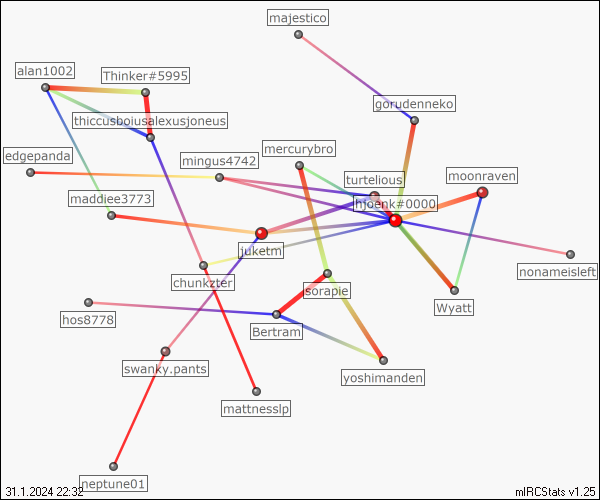 majestico
alan1002
Thinker#5995
gorudenneko
thiccusboiusalexusjoneus
mercurybro
edgepanda
mingus4742
turtelious
moonraven
maddiee3773
hjoenk#0000
juketm
nonameisleft
chunkzter
sorapie
Wyatt
hos8778
Bertram
swanky.pants
yoshimanden
mattnesslp
neptune01
31.1.2024 22:32
mIRCStats v1.25